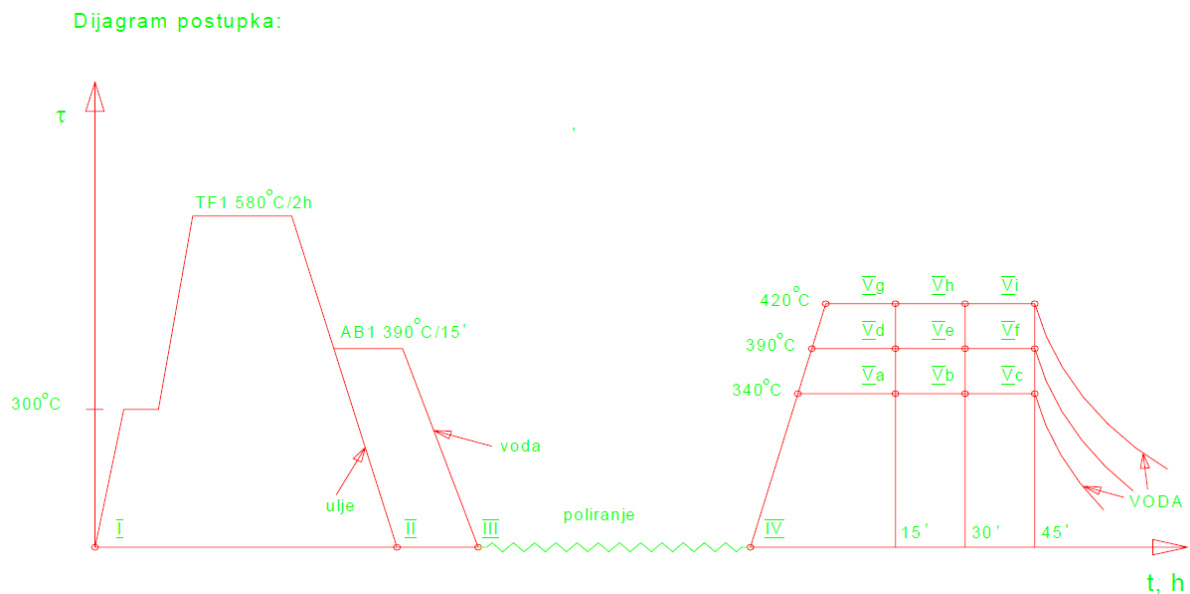 Dijagram postupka:
τ
TF1 580°C/2h
AB1 390°C/15'
300°C
voda
ulje
I
II
III
poliranje
IV
420°C
Vg
Vh
Vi
390°C
Vd
Ve
Vf
340°C
Va
Vb
Vc
VODA
15'
30'
45'
t, h